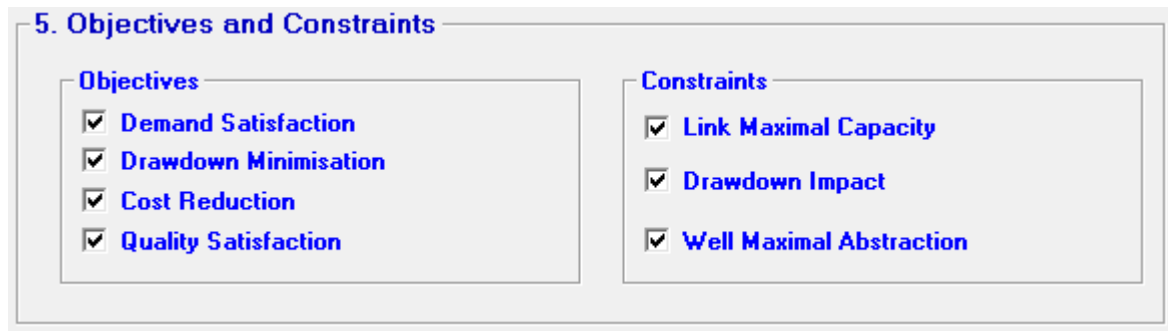 5. Objectives and Constraints
Objectives
Demand Satisfaction
Drawdown Minimisation
Cost Reduction
Quality Satisfaction
Constraints
Link Maximal Capacity
Drawdown Impact
Well Maximal Abstraction